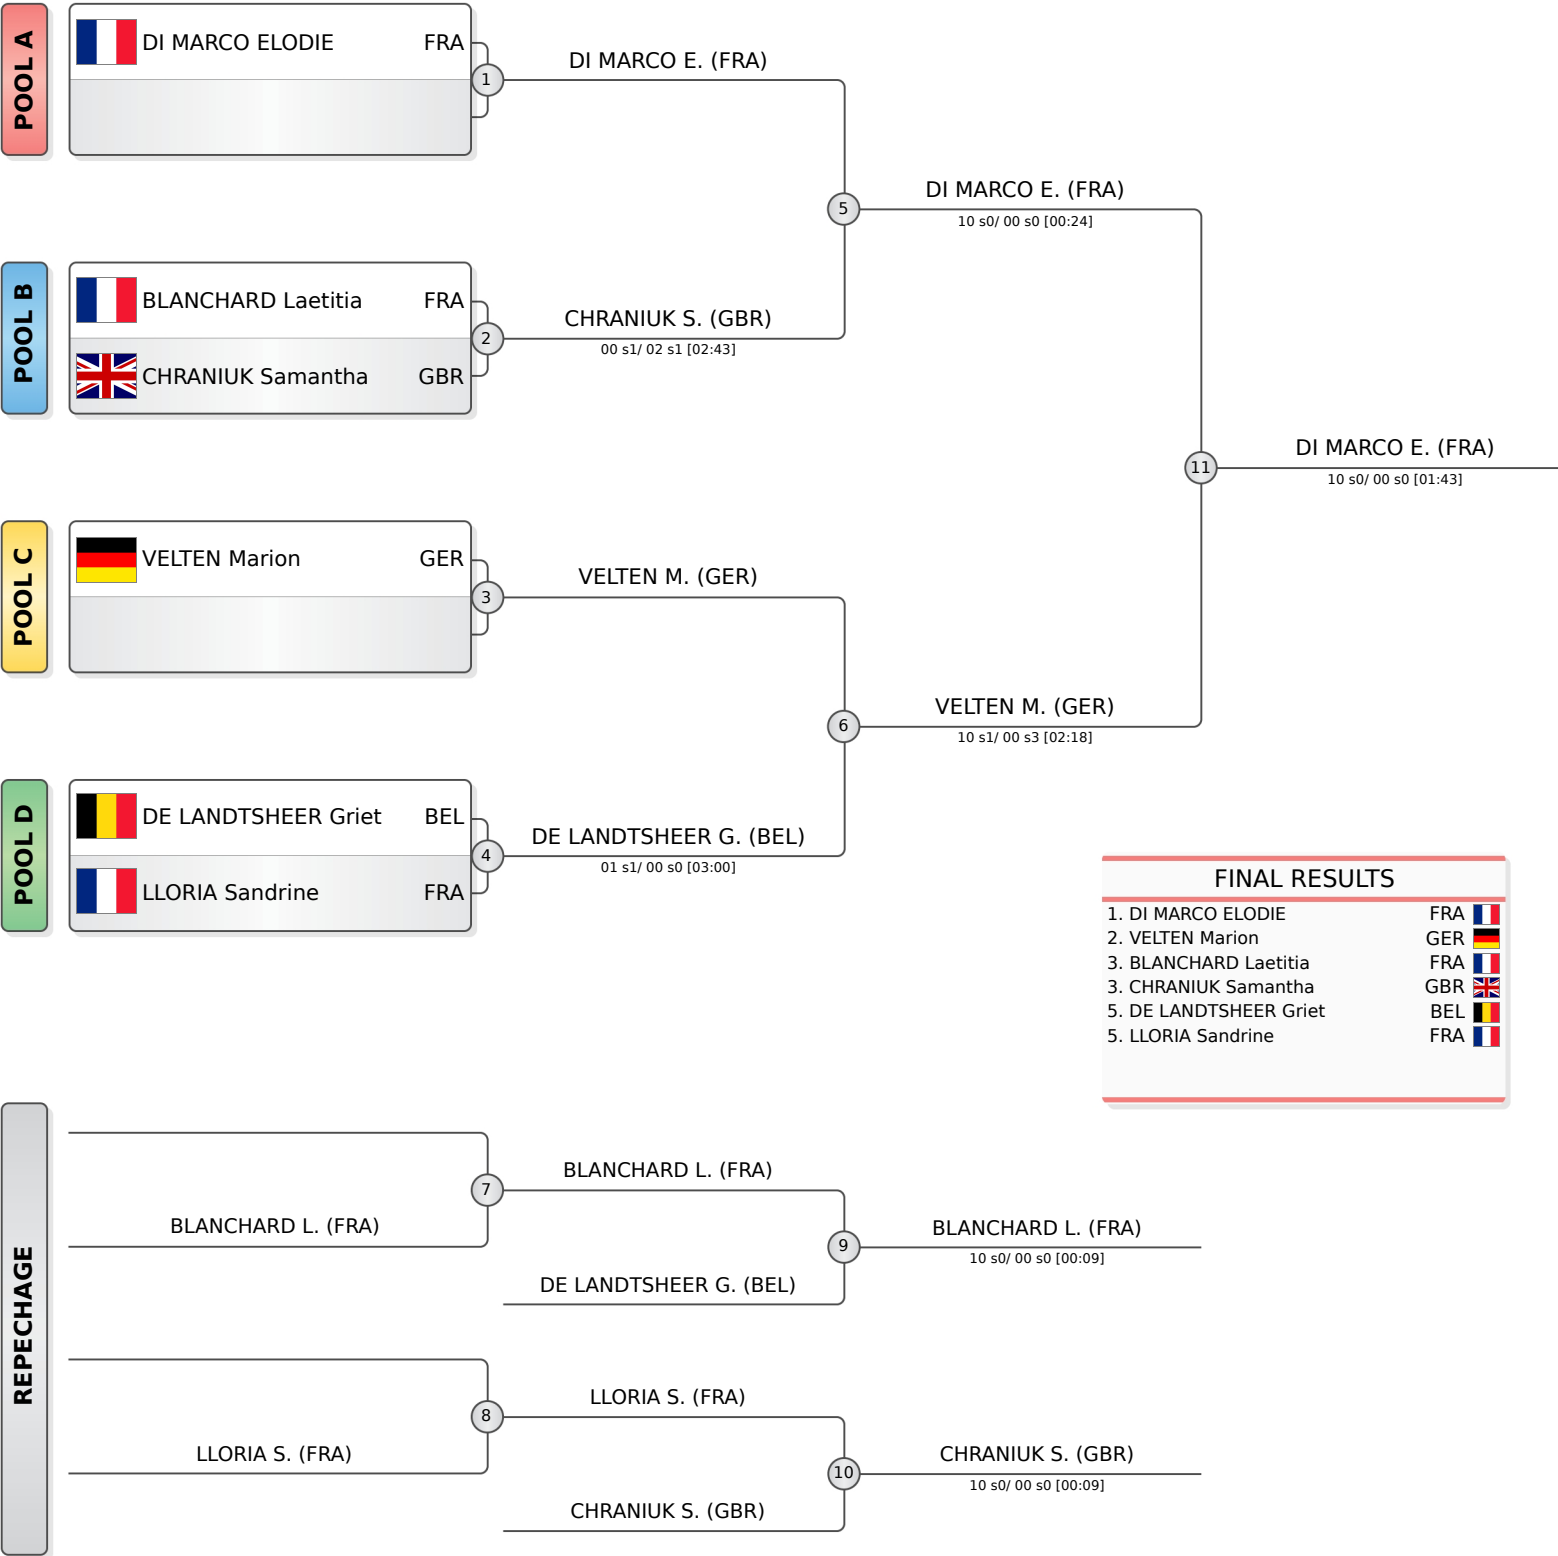 POOL A
DI MARCO ELODIE FRA
1
DI MARCO E. (FRA)
5
DI MARCO E. (FRA)
10 s0/ 00 s0 [00:24]
POOL B
BLANCHARD Laetitia FRA
2
CHRANIUK Samantha GBR
CHRANIUK S. (GBR)
00 s1/ 02 s1 [02:43]
11
DI MARCO E. (FRA)
10 s0/ 00 s0 [01:43]
POOL C
VELTEN Marion GER
3
VELTEN M. (GER)
6
VELTEN M. (GER)
10 s1/ 00 s3 [02:18]
POOL D
DE LANDTSHEER Griet BEL
4
LLORIA Sandrine FRA
DE LANDTSHEER G. (BEL)
01 s1/ 00 s0 [03:00]
FINAL RESULTS
1. DI MARCO ELODIE FRA
2. VELTEN Marion GER
3. BLANCHARD Laetitia FRA
3. CHRANIUK Samantha GBR
5. DE LANDTSHEER Griet BEL
5. LLORIA Sandrine FRA
REPECHAGE
BLANCHARD L. (FRA)
7
BLANCHARD L. (FRA)
DE LANDTSHEER G. (BEL)
9
BLANCHARD L. (FRA)
10 s0/ 00 s0 [00:09]
LLORIA S. (FRA)
8
LLORIA S. (FRA)
CHRANIUK S. (GBR)
10
CHRANIUK S. (GBR)
10 s0/ 00 s0 [00:09]